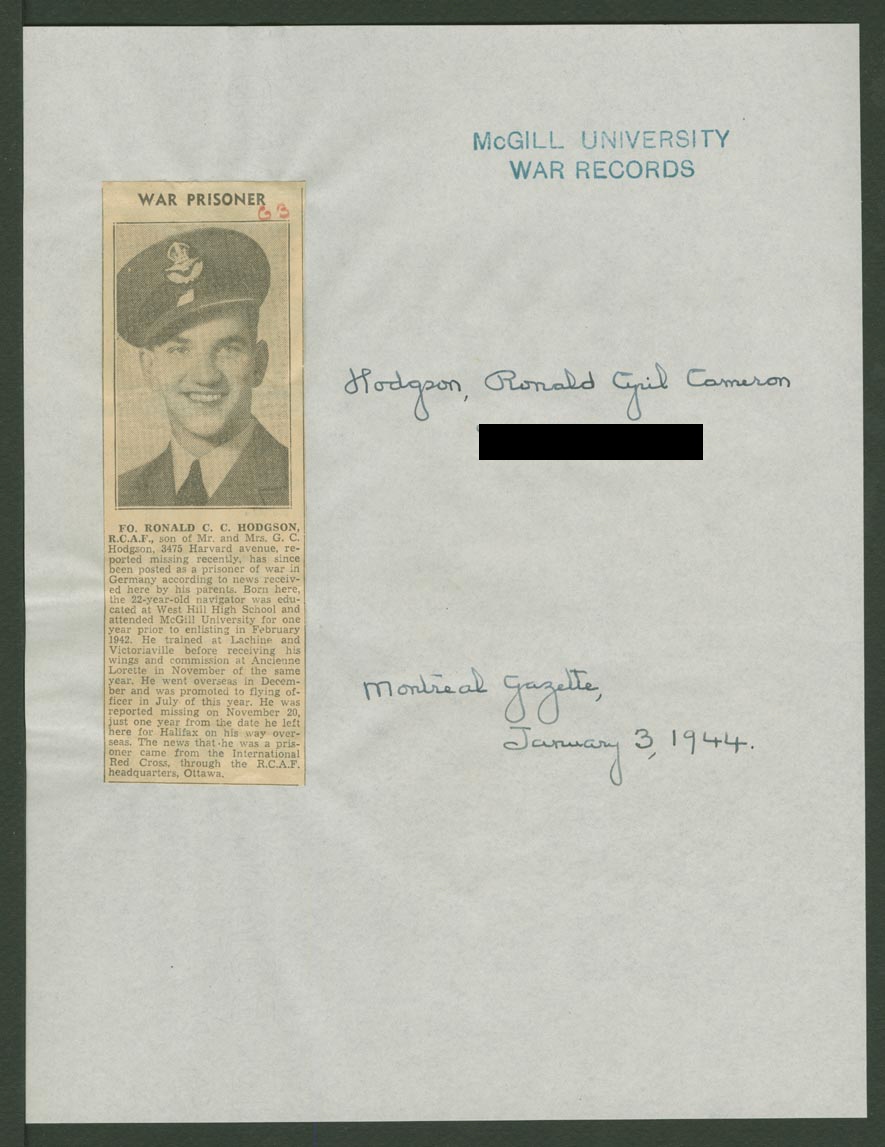 McGILL UNIVERSITY
WAR RECORDS
WAR PRISONER
G3
FO. RONALD C. C. HODGSON,
R.C.A.F., son of Mr. and Mrs. G. C.
Hodgson, 3475 Harvard avenue, re-
ported missing recently, has since
been posted as a prisoner of war in
Germany according to news receiv-
ed here by his parents. Born here,
the 22-year-old navigator was edu-
cated at West Hill High School and
attended McGill University for one
year prior to enlisting in February
1942. He trained at Lachine and
Victoriaville before receiving his
wings and commission at Ancienne
Lorette in November of the same
year. He went overseas in Decem-
ber and was promoted to flying of-
ficer in July of this year. He was
reported missing on November 20,
just one year from the date he left
here for Halifax on his way over-
seas. The news that he was a pris-
oner came from the International
Red Cross, through the R.C.A.F.
headquarters, Ottawa.
Hodgson, Ronald Cyril Cameron
Montreal Gazette,
January 3, 1944.